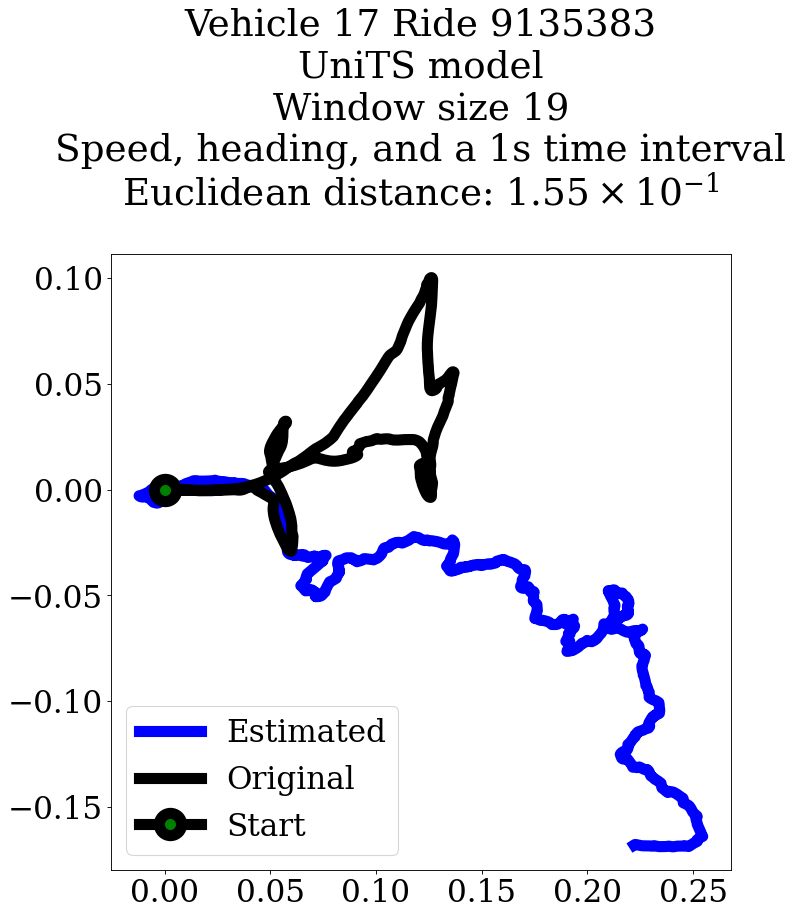 Vehicle 17 Ride 9135383
UniTS model
Window size 19
Speed, heading, and a 1s time interval
Euclidean distance: 1.55 × 10⁻¹
0.10
0.05
0.00
−0.05
−0.10
−0.15
Estimated
Original
Start
0.00 0.05 0.10 0.15 0.20 0.25